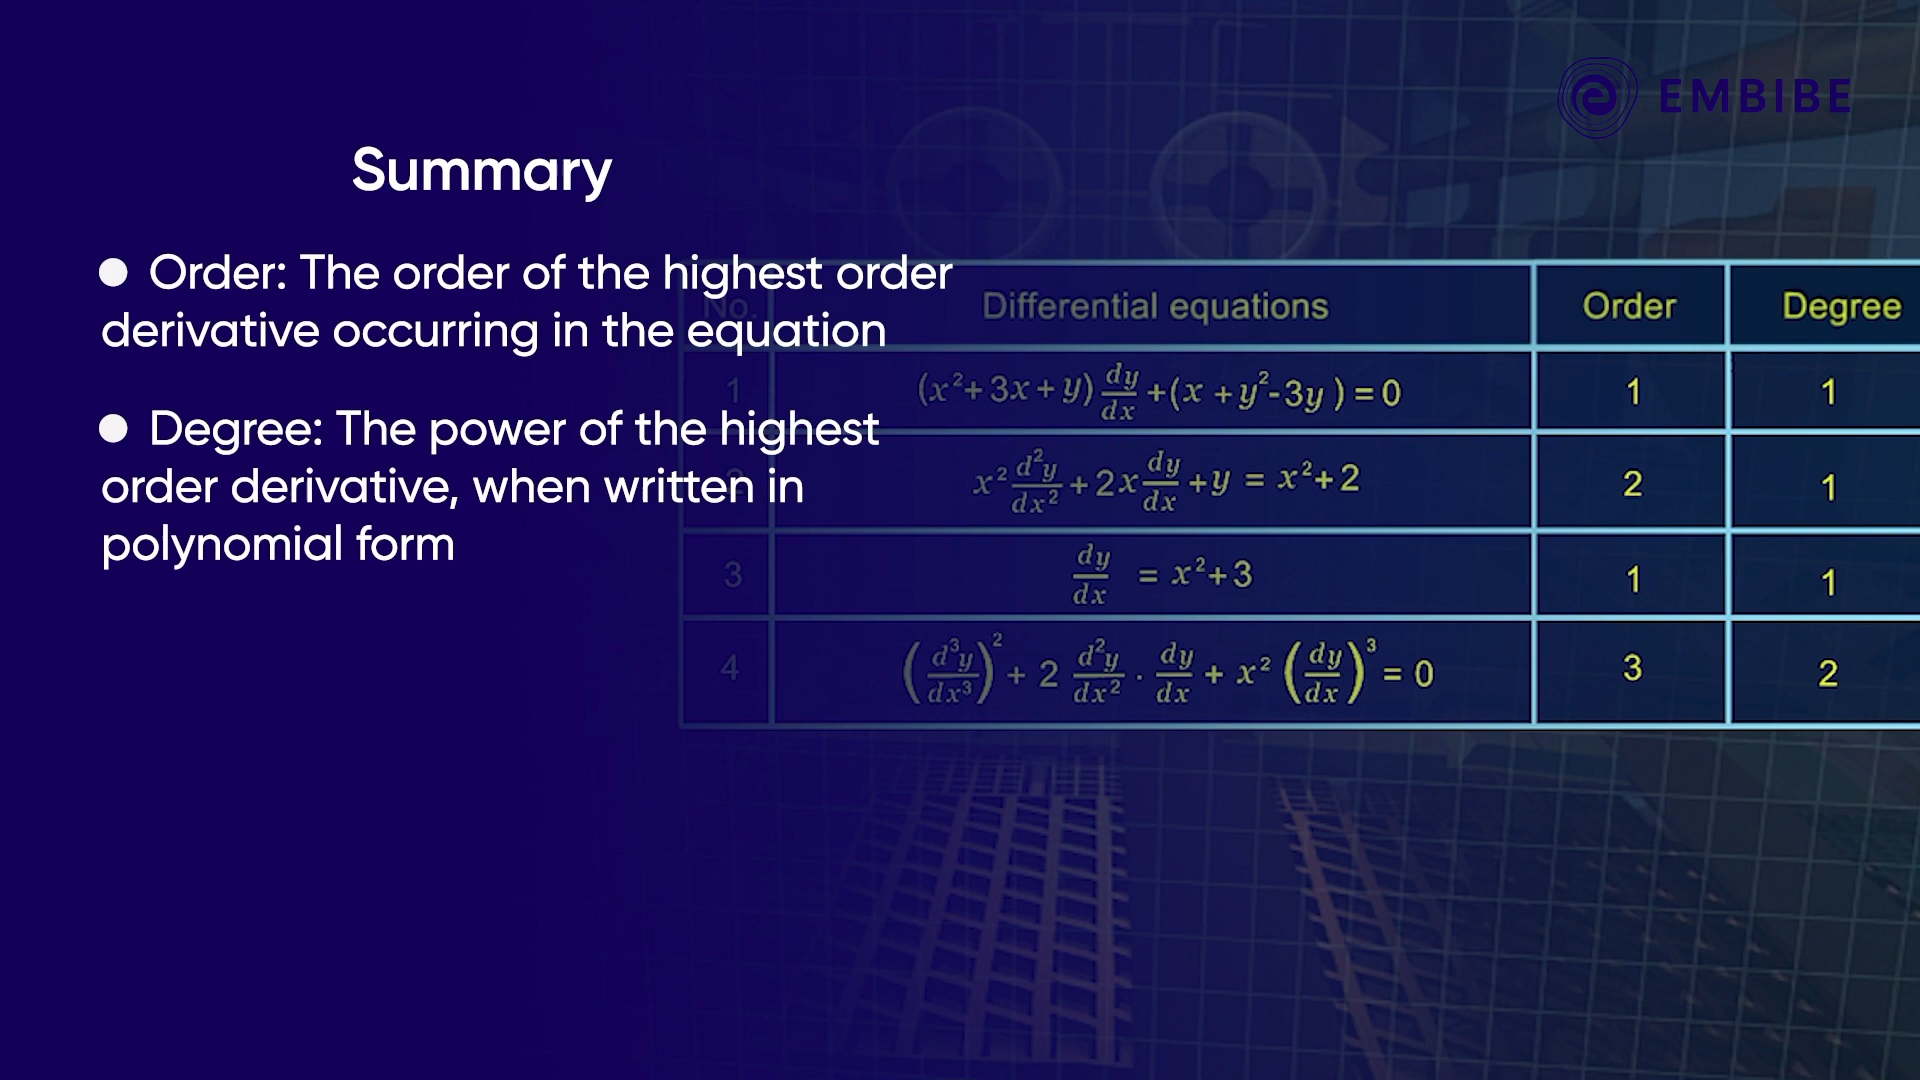 EMBIBE
Summary
● Order: The order of the highest order
derivative occurring in the equation
● Degree: The power of the highest
order derivative, when written in
polynomial form
No. Differential equations Order Degree
1 (x²+ 3x + y) dy/dx +(x + y²- 3y ) = 0 1 1
2 x² d²y/dx² + 2x dy/dx + y = x²+ 2 2 1
3 dy/dx = x²+ 3 1 1
4 (d³y/dx³)² + 2 d²y/dx² · dy/dx + x² (dy/dx)³ = 0 3 2